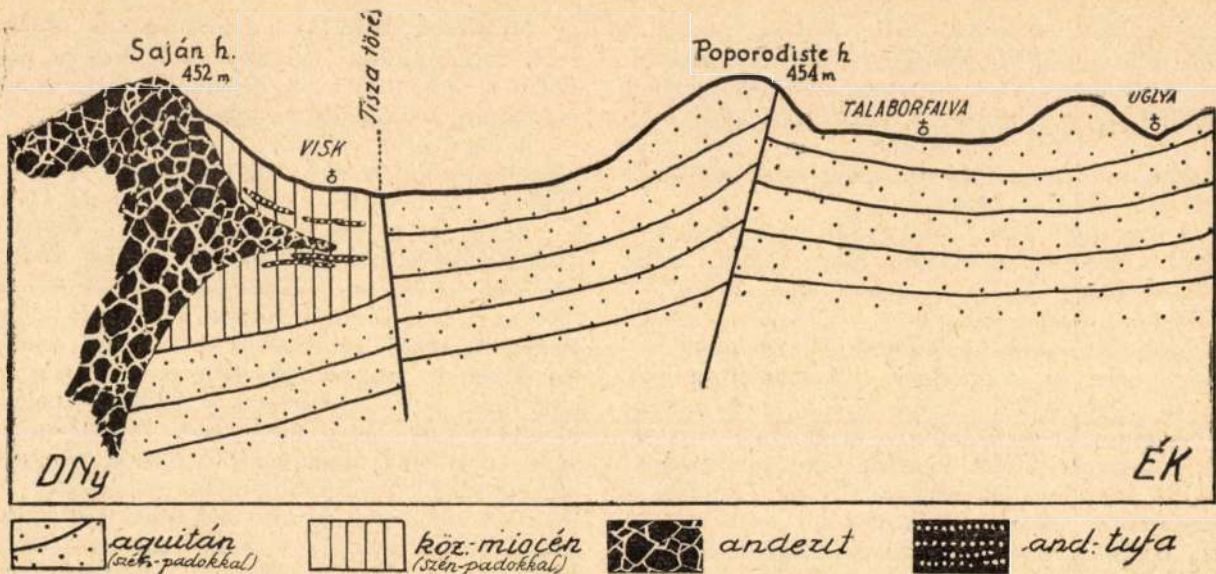 Saján h.
452 m
Tisza törés
Poporodiste h
454 m
VISK
TALABORFALVA
UGLYA
DNy
ÉK
aquitán
(szén-padokkal)
köz-miocén
(szén-padokkal)
andezit
and.-tufa